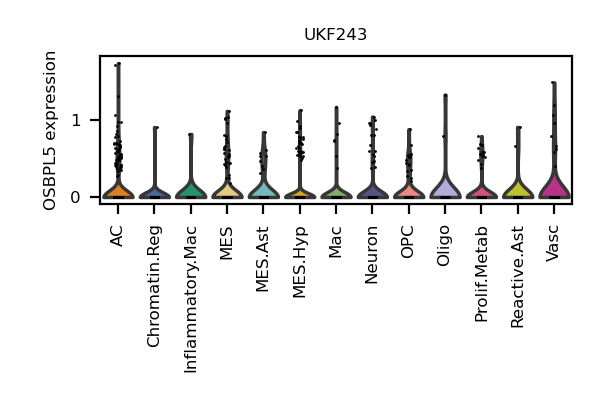 UKF243
OSBPL5 expression
1
0
AC
Chromatin.Reg
Inflammatory.Mac
MES
MES.Ast
MES.Hyp
Mac
Neuron
OPC
Oligo
Prolif.Metab
Reactive.Ast
Vasc